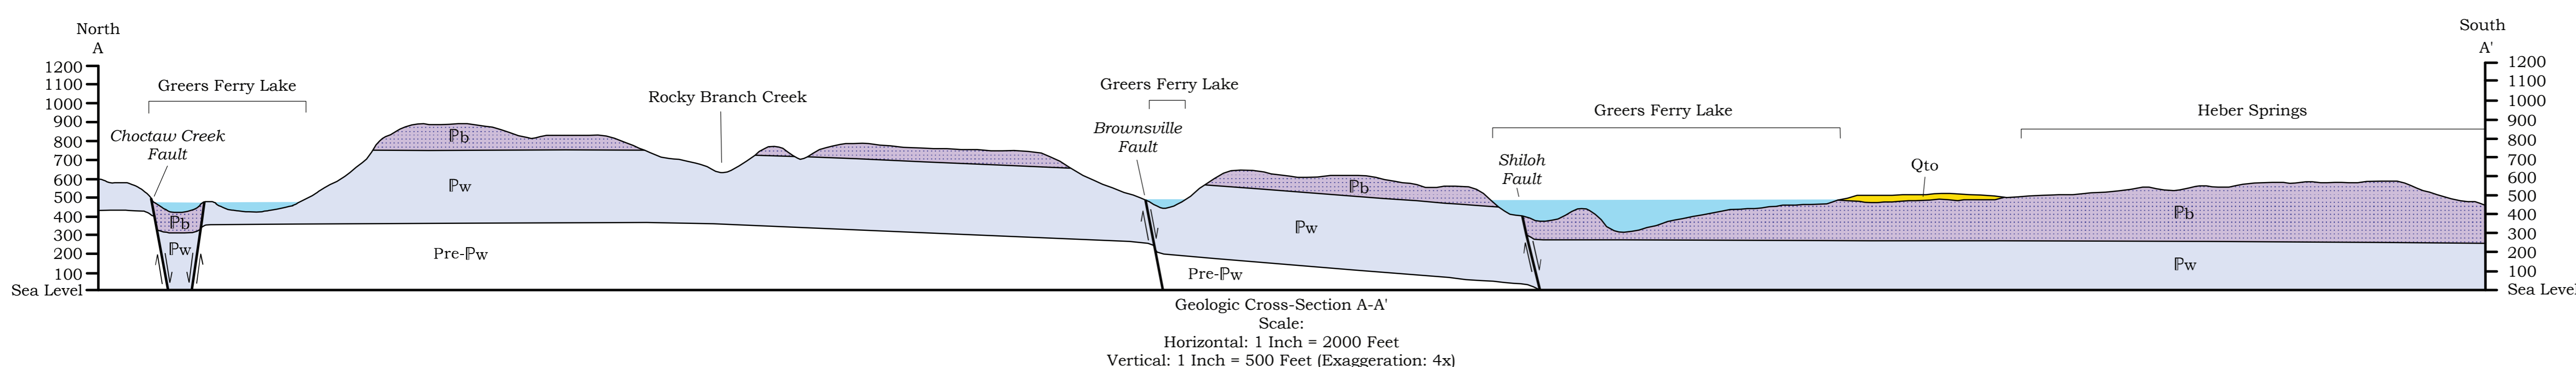 North
A
1200
1100
1000
900
800
700
600
500
400
300
200
100
Sea Level
Greers Ferry Lake
Choctaw Creek
Fault
ℙb
ℙw
ℙb
ℙw
Pre-ℙw
Rocky Branch Creek
Greers Ferry Lake
Brownsville
Fault
Pre-ℙw
ℙw
ℙb
Shiloh
Fault
Greers Ferry Lake
Qto
Heber Springs
ℙb
ℙw
South
A'
1200
1100
1000
900
800
700
600
500
400
300
200
100
Sea Level
Geologic Cross-Section A-A'
Scale:
Horizontal: 1 Inch = 2000 Feet
Vertical: 1 Inch = 500 Feet (Exaggeration: 4x)